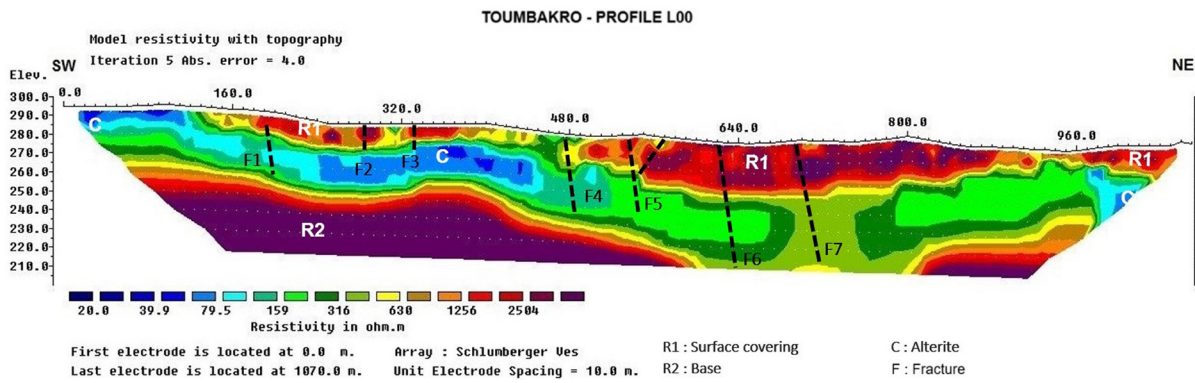 TOUMBAKRO - PROFILE L00
Model resistivity with topography
Iteration 5 Abs. error = 4.0
SW
NE
Elev.
0.0 160.0 320.0 480.0 640.0 800.0 960.0
300.0
290.0
280.0
270.0
260.0
250.0
240.0
230.0
220.0
210.0
C R1 R1 R1
F1 F2 F3 C F4 F5 C
R2 F6 F7
20.0 39.9 79.5 159 316 630 1256 2504
Resistivity in ohm.m
First electrode is located at 0.0 m. Array : Schlumberger Ves
Last electrode is located at 1070.0 m. Unit Electrode Spacing = 10.0 m.
R1 : Surface covering C : Alterite
R2 : Base F : Fracture